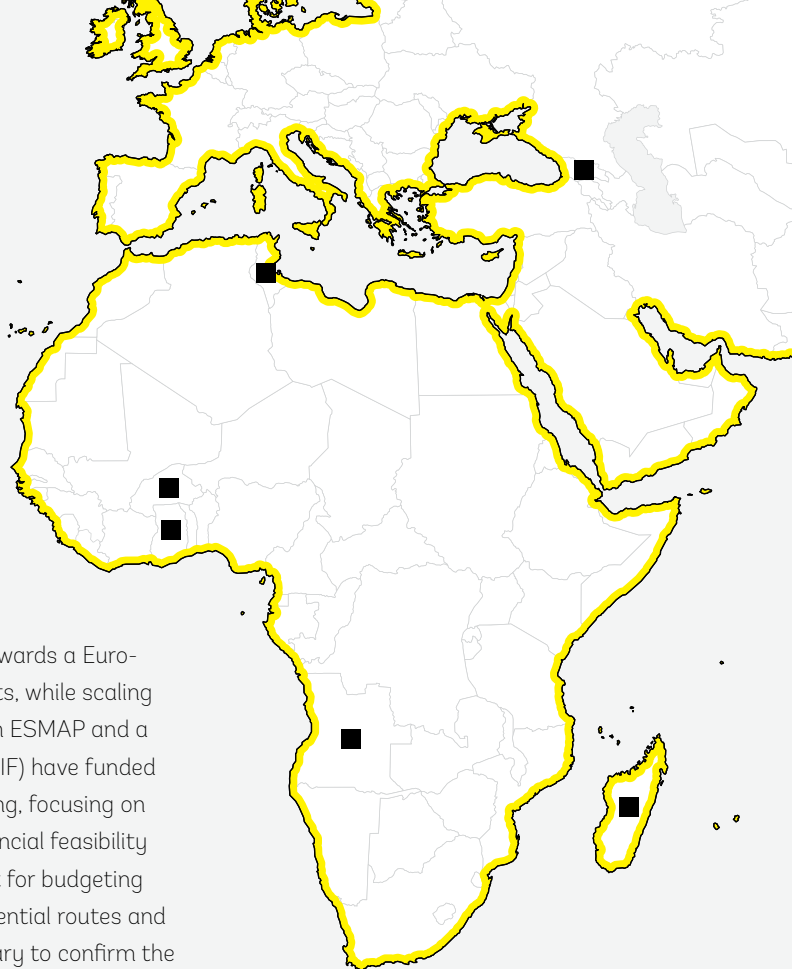 wards a Euro-
ts, while scaling
n ESMAP and a
IF) have funded
ng, focusing on
ncial feasibility
t for budgeting
ential routes and
ary to confirm the